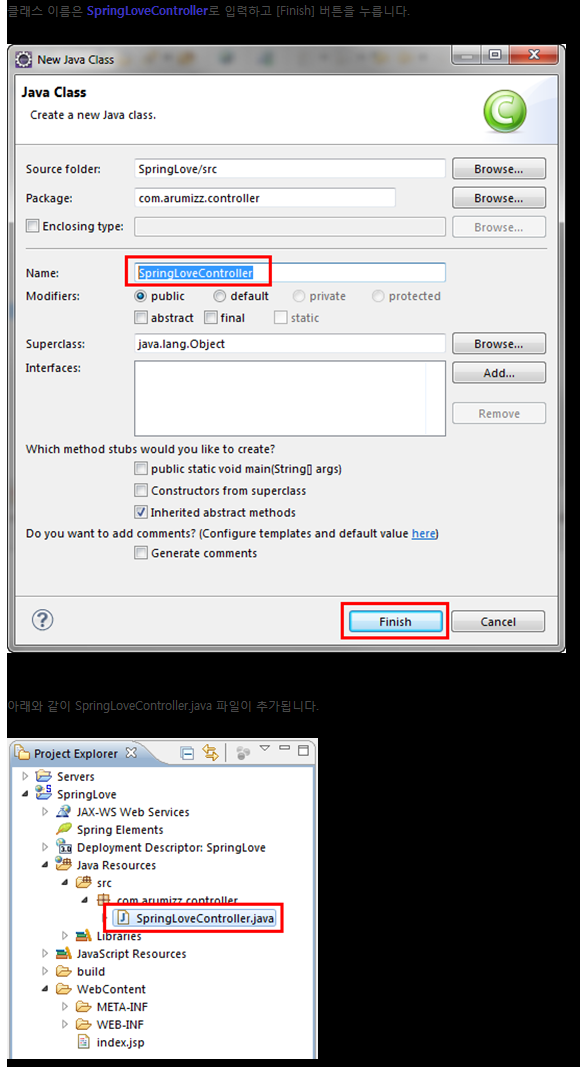 클래스 이름은 SpringLoveController로 입력하고 [Finish] 버튼을 누릅니다.
New Java Class
Java Class
Create a new Java class.
Source folder: SpringLove/src Browse...
Package: com.arumizz.controller Browse...
Enclosing type: Browse...
Name: SpringLoveController
Modifiers: public default private protected
abstract final static
Superclass: java.lang.Object Browse...
Interfaces: Add...
Remove
Which method stubs would you like to create?
public static void main(String[] args)
Constructors from superclass
Inherited abstract methods
Do you want to add comments? (Configure templates and default value here)
Generate comments
Finish Cancel
아래와 같이 SpringLoveController.java 파일이 추가됩니다.
Project Explorer
Servers
SpringLove
JAX-WS Web Services
Spring Elements
Deployment Descriptor: SpringLove
Java Resources
src
com.arumizz.controller
SpringLoveController.java
Libraries
JavaScript Resources
build
WebContent
META-INF
WEB-INF
index.jsp